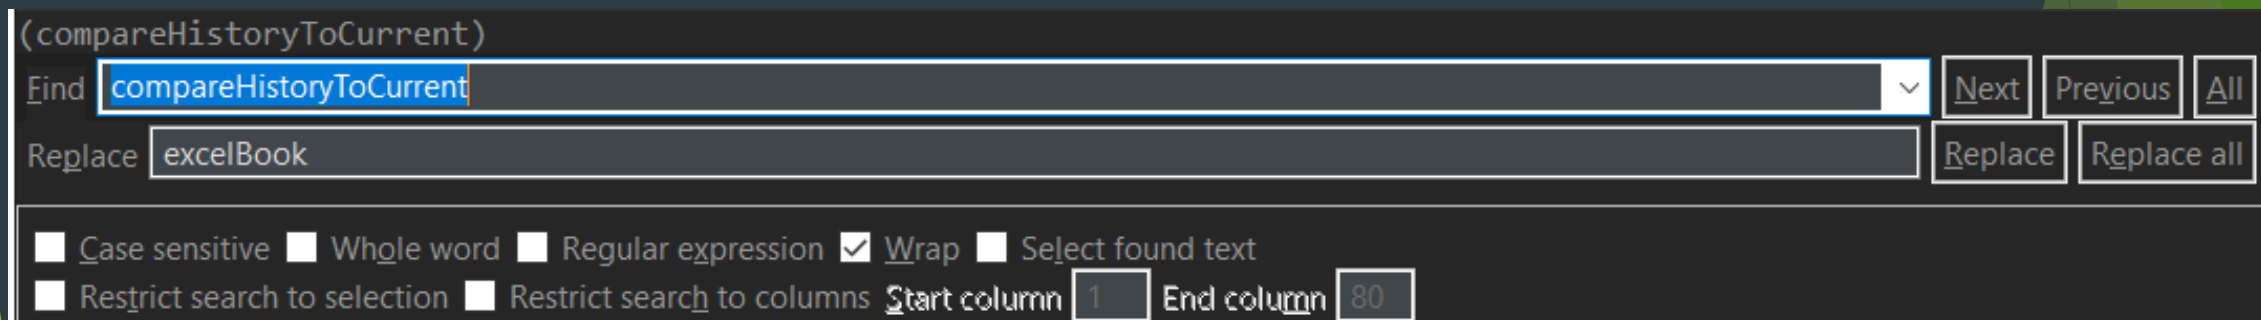 (compareHistoryToCurrent)
Find compareHistoryToCurrent Next Previous All
Replace excelBook Replace Replace all
Case sensitive Whole word Regular expression Wrap Select found text
Restrict search to selection Restrict search to columns Start column 1 End column 80